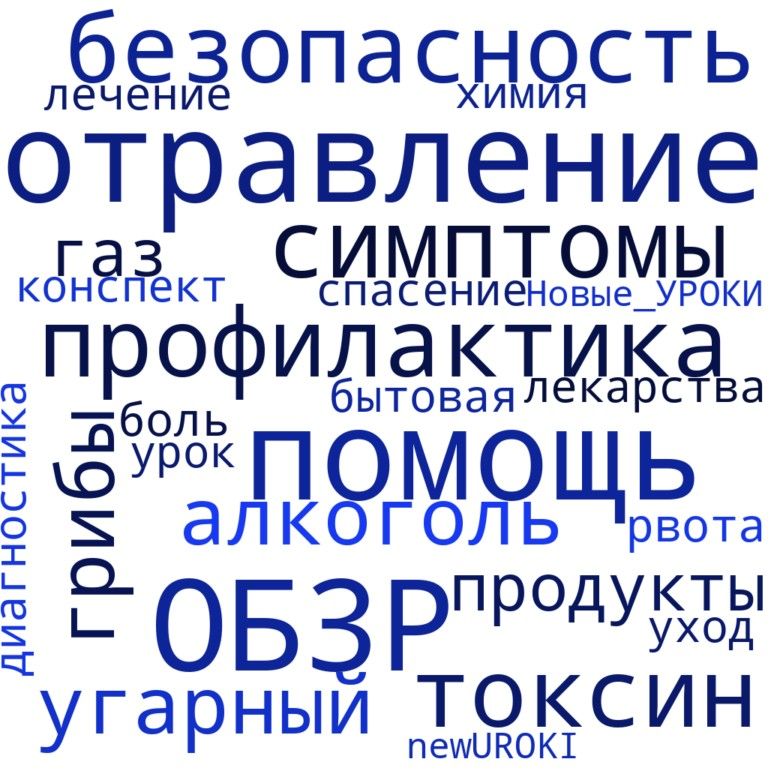 безопасность
лечение химия
отравление
газ симптомы
конспект спасение Новые_УРОКИ
профилактика
бытовая лекарства
диагностика
грибы
боль
урок
помощь
алкоголь рвота
ОБЗР
продукты
уход
угарный токсин
newUROKI